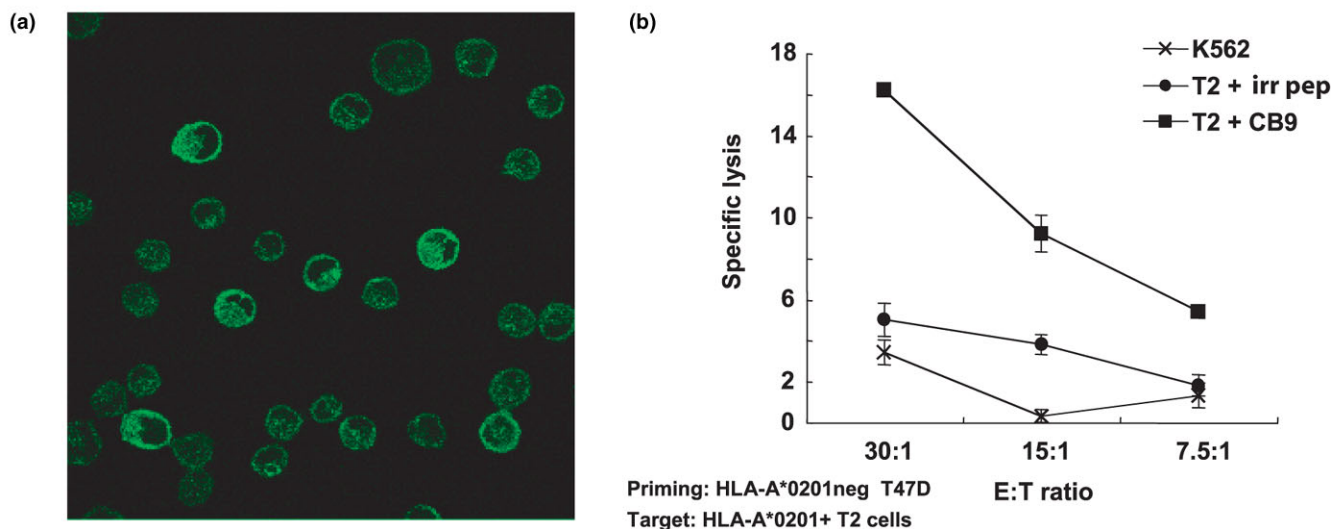 (a)
(b)
K562
T2 + irr pep
T2 + CB9
18
14
10
6
2
0
Specific lysis
30:1
15:1
7.5:1
E:T ratio
Priming: HLA-A*0201neg T47D
Target: HLA-A*0201+ T2 cells